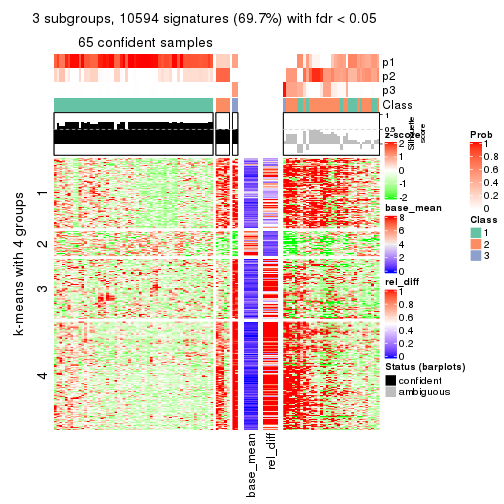 3 subgroups, 10594 signatures (69.7%) with fdr < 0.05
65 confident samples
p1
p2
p3
Class
1
0.5
0
Silhouette
score
k-means with 4 groups
1
2
3
4
base_mean
rel_diff
z-score
2
1
0
-1
-2
base_mean
8
6
4
2
0
rel_diff
1
0.8
0.6
0.4
0.2
0
Status (barplots)
confident
ambiguous
Prob
1
0.8
0.6
0.4
0.2
0
Class
1
2
3